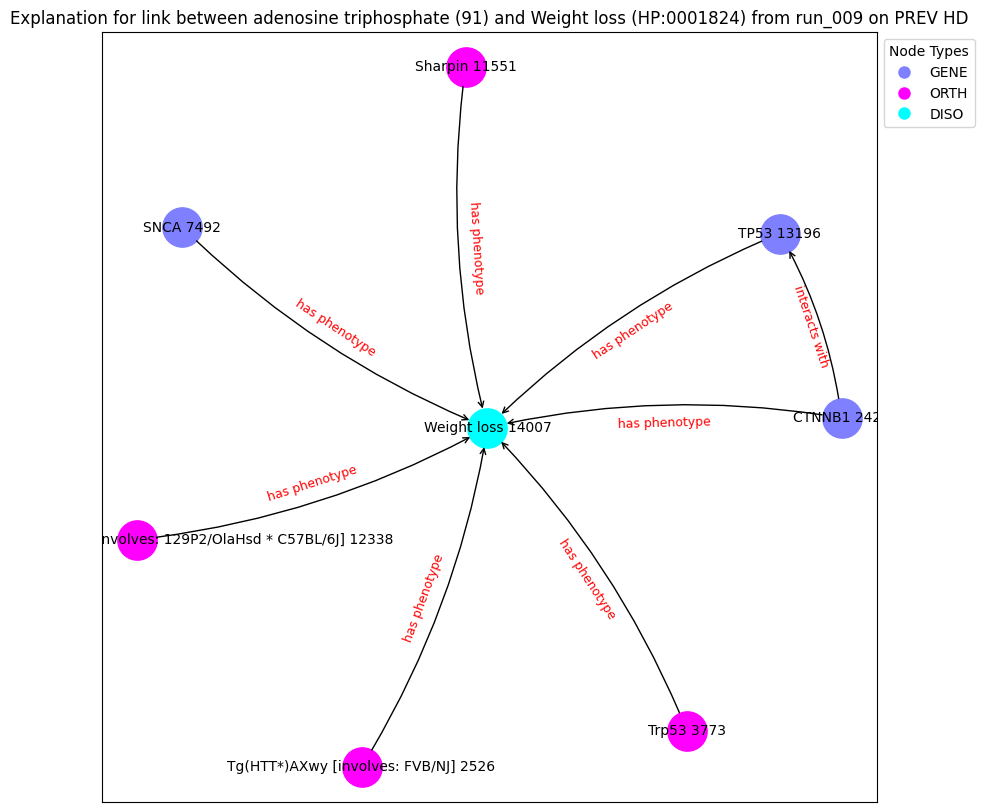 Explanation for link between adenosine triphosphate (91) and Weight loss (HP:0001824) from run_009 on PREV HD
Node Types
GENE
ORTH
DISO
Sharpin 11551
has phenotype
SNCA 7492
TP53 13196
has phenotype
has phenotype
interacts with
Weight loss 14007
has phenotype
CTNNB1 242
has phenotype
nvolves: 129P2/OlaHsd * C57BL/6J] 12338
has phenotype
has phenotype
Trp53 3773
Tg(HTT*)AXwy [involves: FVB/NJ] 2526